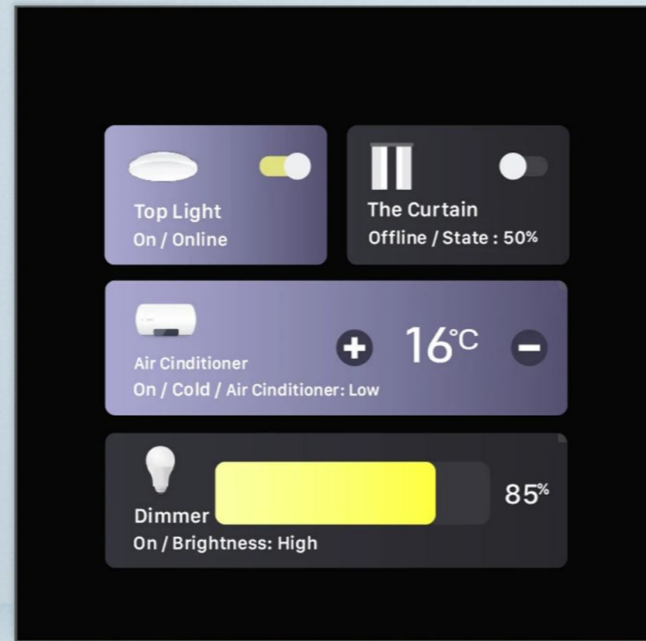 Top Light
On / Online
The Curtain
Offline / State : 50%
Air Cinditioner
On / Cold / Air Cinditioner: Low
16°C
Dimmer
On / Brightness: High
85%